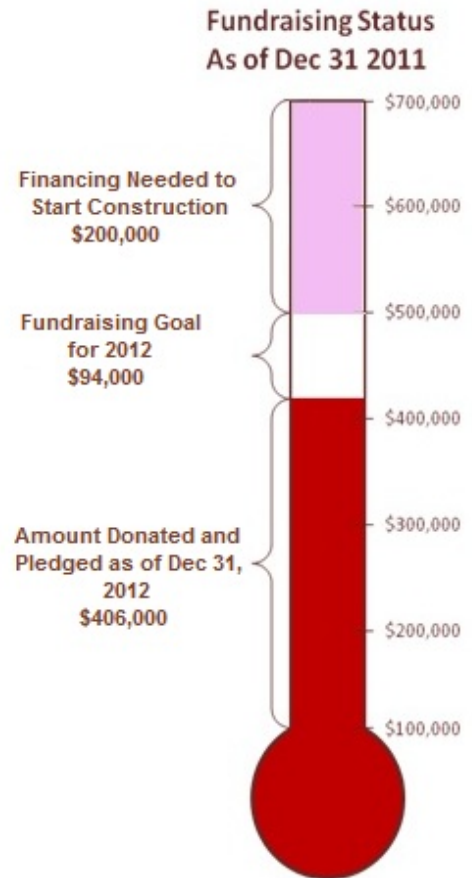 Fundraising Status
As of Dec 31 2011
$700,000
Financing Needed to
Start Construction
$200,000
$600,000
$500,000
Fundraising Goal
for 2012
$94,000
$400,000
$300,000
Amount Donated and
Pledged as of Dec 31,
2012
$406,000
$200,000
$100,000